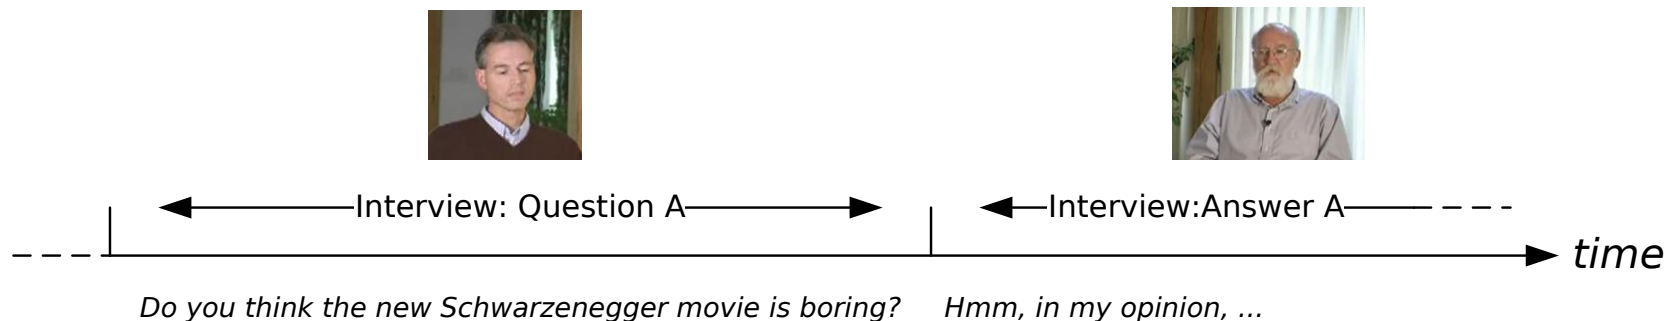 Interview: Question A
Interview:Answer A
time
Do you think the new Schwarzenegger movie is boring?
Hmm, in my opinion, ...